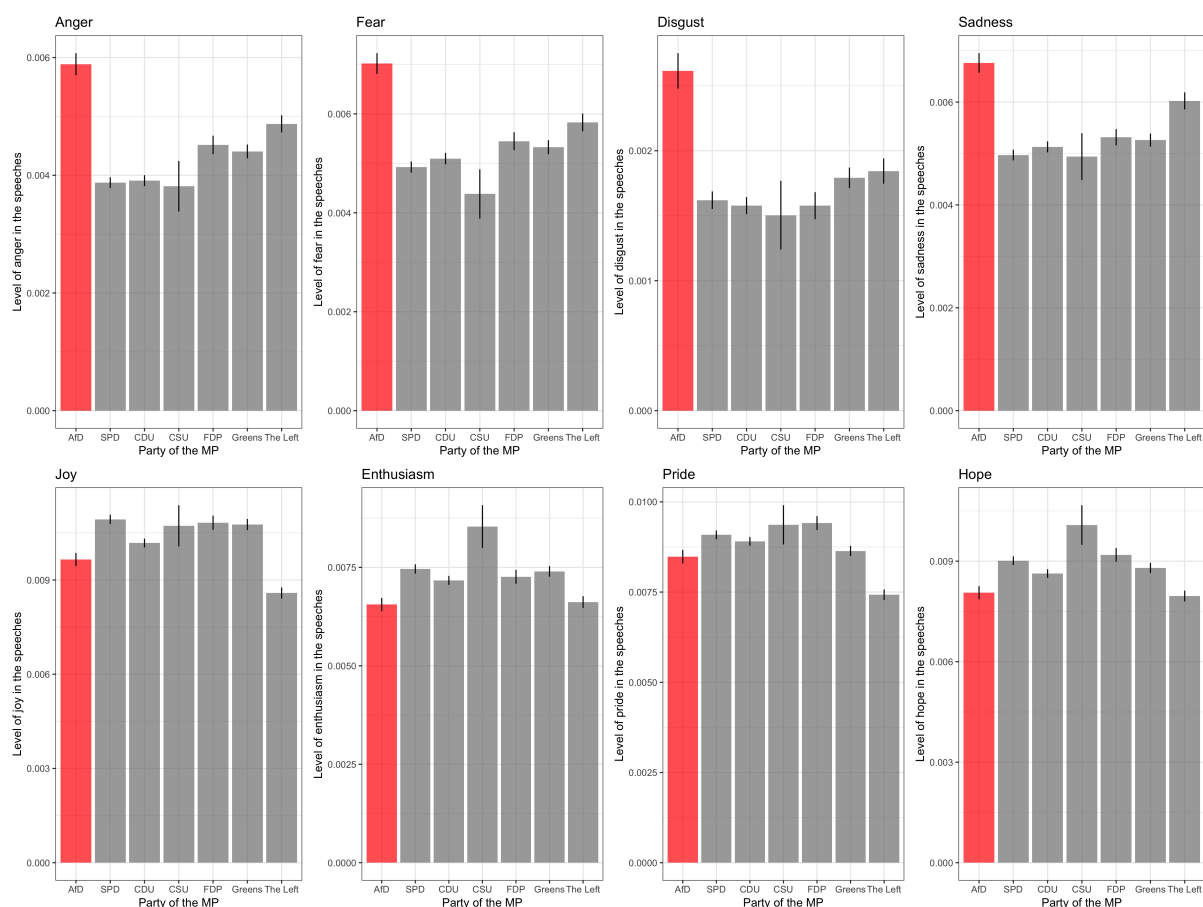 Anger
Level of anger in the speeches
0.006
0.004
0.002
0.000
AfD SPD CDU CSU FDP Greens The Left
Party of the MP
Fear
Level of fear in the speeches
0.006
0.004
0.002
0.000
AfD SPD CDU CSU FDP Greens The Left
Party of the MP
Disgust
Level of disgust in the speeches
0.002
0.001
0.000
AfD SPD CDU CSU FDP Greens The Left
Party of the MP
Sadness
Level of sadness in the speeches
0.006
0.004
0.002
0.000
AfD SPD CDU CSU FDP Greens The Left
Party of the MP
Joy
Level of joy in the speeches
0.009
0.006
0.003
0.000
AfD SPD CDU CSU FDP Greens The Left
Party of the MP
Enthusiasm
Level of enthusiasm in the speeches
0.0075
0.0050
0.0025
0.0000
AfD SPD CDU CSU FDP Greens The Left
Party of the MP
Pride
Level of pride in the speeches
0.0100
0.0075
0.0050
0.0025
0.0000
AfD SPD CDU CSU FDP Greens The Left
Party of the MP
Hope
Level of hope in the speeches
0.009
0.006
0.003
0.000
AfD SPD CDU CSU FDP Greens The Left
Party of the MP